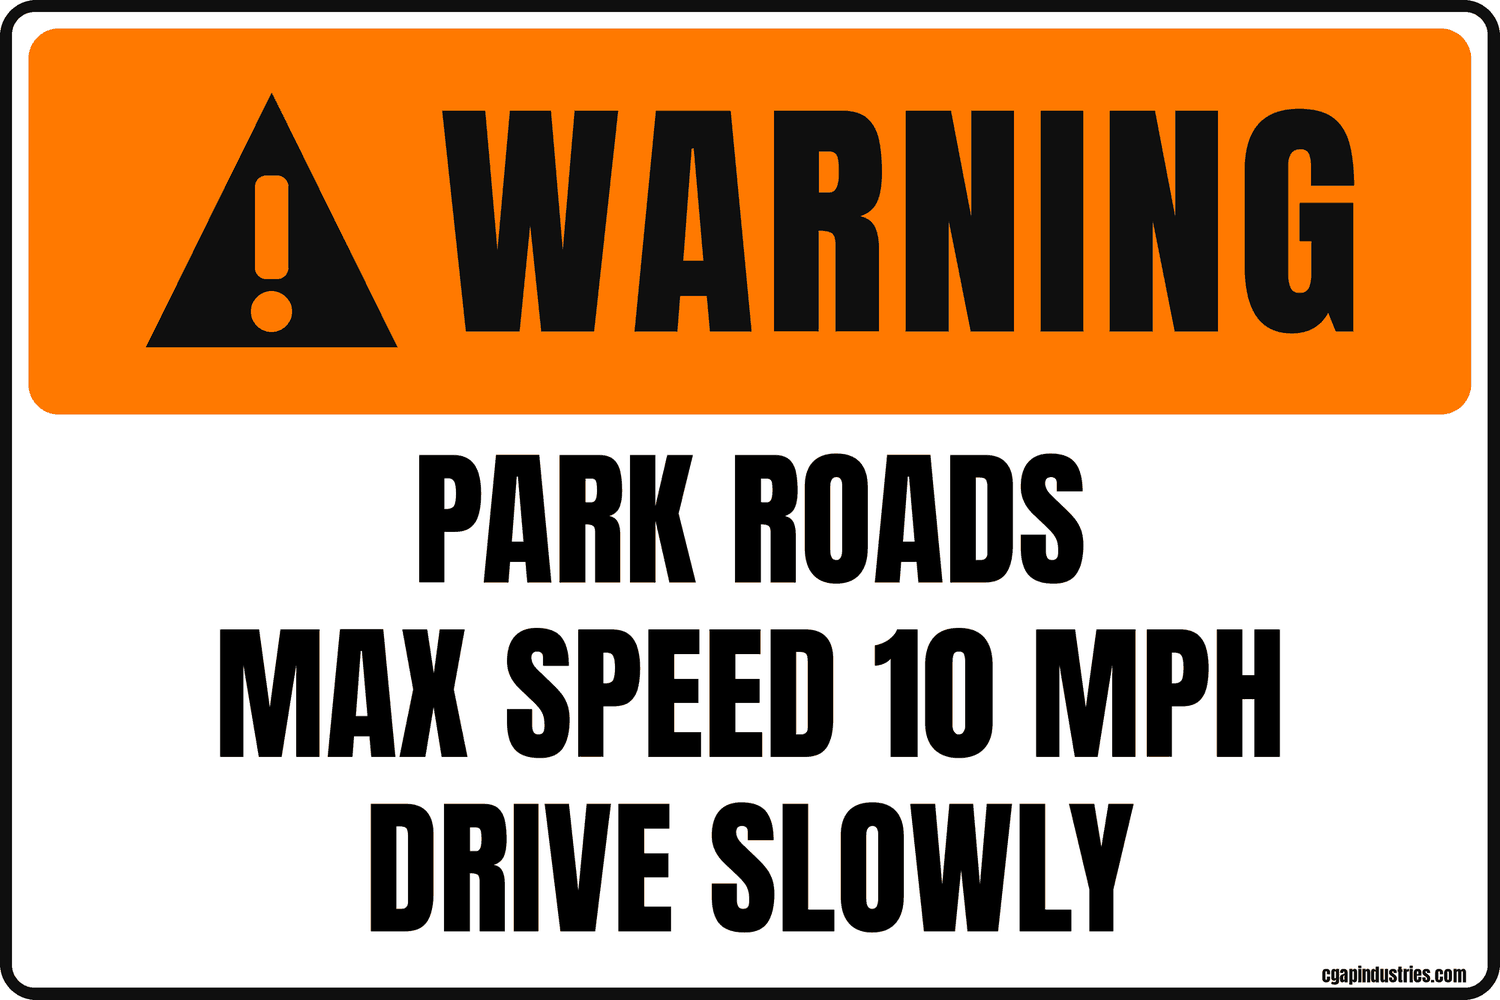 WARNING
PARK ROADS
MAX SPEED 10 MPH
DRIVE SLOWLY
cgapindustries.com